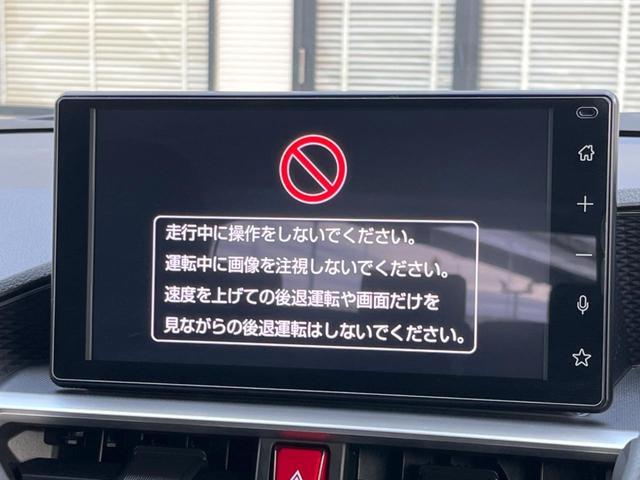 走行中に操作をしないでください。
運転中に画像を注視しないでください。
速度を上げての後退運転や画面だけを
見ながらの後退運転はしないでください。